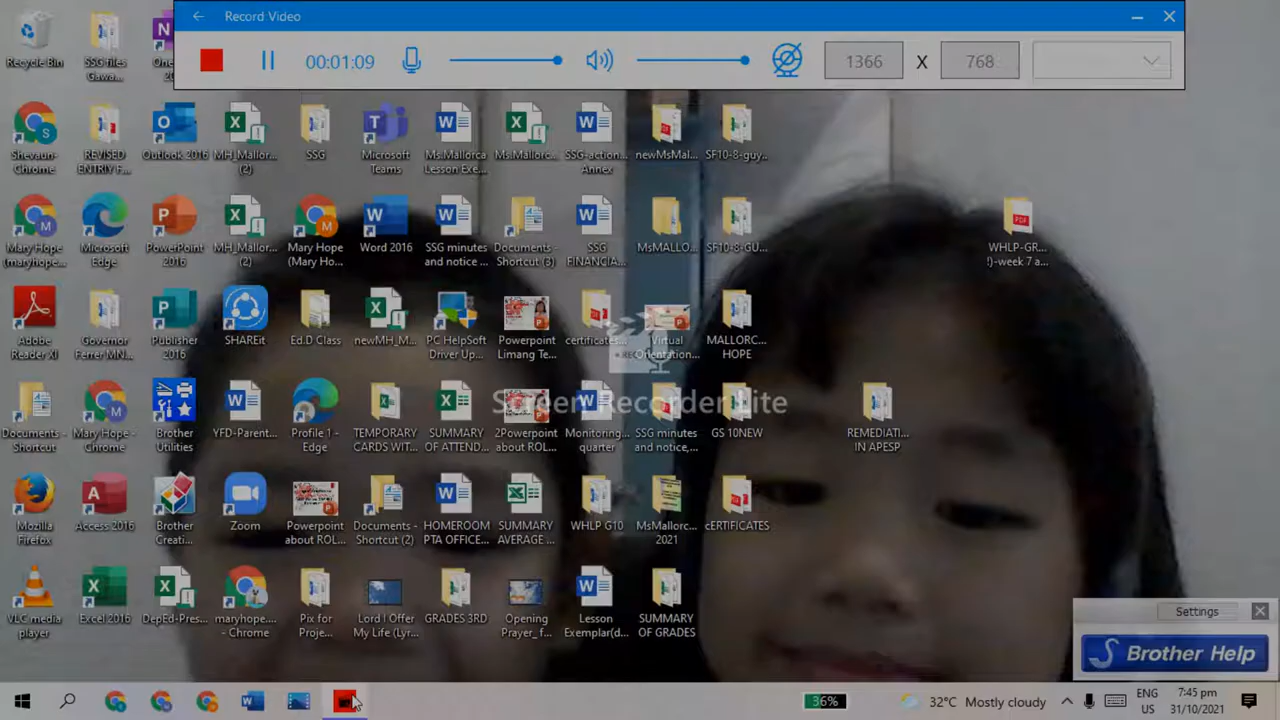 Record Video
00:01:09
1366 X 768
Recycle Bin
SSG files
Gawa...
Shevaun-
Chrome
REVISED
Outlook 2016
MH_Mallor...
(2)
SSG
Microsoft
Teams
Ms.Mallorca
Lesson Exe...
Ms.Mallorc...
SSG-action...
Annex
newMsMal...
SF10-8-guy...
Mary Hope
(maryhope...
Microsoft
Edge
PowerPoint
2016
MH_Mallor...
(2)
Mary Hope
(Mary Ho...
Word 2016
SSG minutes
and notice ...
Documents -
Shortcut (3)
SSG
FINANCIA...
MsMALLO...
SF10-8-GU...
WHLP-GR...
!)-week 7 a...
Adobe
Reader XI
Governor
Ferrer MN...
Publisher
2016
SHAREit
Ed.D Class
newMH_M...
PC HelpSoft
Driver Up...
Powerpoint
Limang Te...
certificates...
Virtual
Orientation...
MALLORC...
HOPE
Screen Recorder Lite
Documents -
Shortcut
Mary Hope
- Chrome
Brother
Utilities
YFD-Parent...
Profile 1 -
Edge
TEMPORARY
CARDS WIT...
SUMMARY
OF ATTEND...
2Powerpoint
about ROL...
Monitoring...
quarter
SSG minutes
and notice,...
GS 10NEW
REMEDIATI...
IN APESP
Mozilla
Firefox
Access 2016
Brother
Creati...
Zoom
Powerpoint
about ROL...
Documents -
Shortcut (2)
HOMEROOM
PTA OFFICE...
SUMMARY
AVERAGE ...
WHLP G10
MsMallorc...
2021
cERTIFICATES
VLC media
player
Excel 2016
DepEd-Pres...
maryhope...
- Chrome
Pix for
Proje...
Lord I Offer
My Life (Lyr...
GRADES 3RD
Opening
Prayer_ f...
Lesson
Exemplar(d...
SUMMARY
OF GRADES
Settings
Brother Help
36%
32°C Mostly cloudy
ENG
US
7:45 pm
31/10/2021